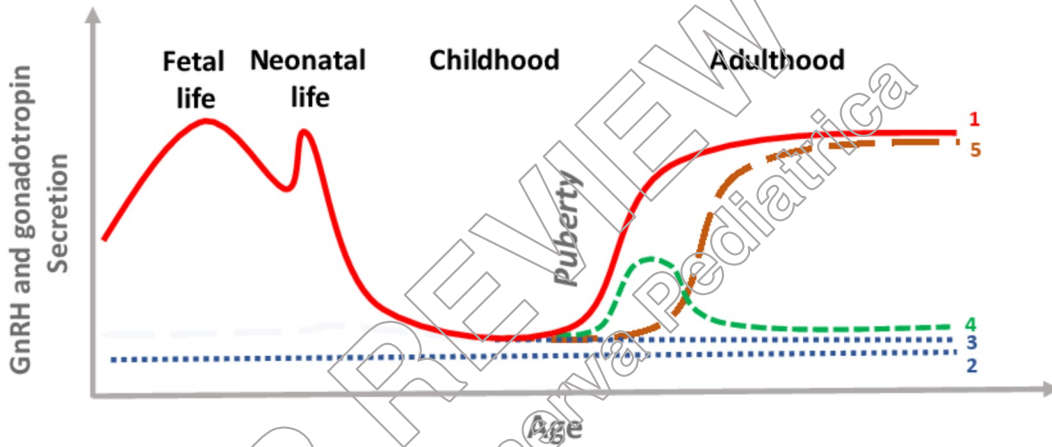 Fetal
life
Neonatal
life
Childhood
Adulthood
GnRH and gonadotropin
Secretion
Puberty
1
5
4
3
2
Age
REVIEW
Pediatrica